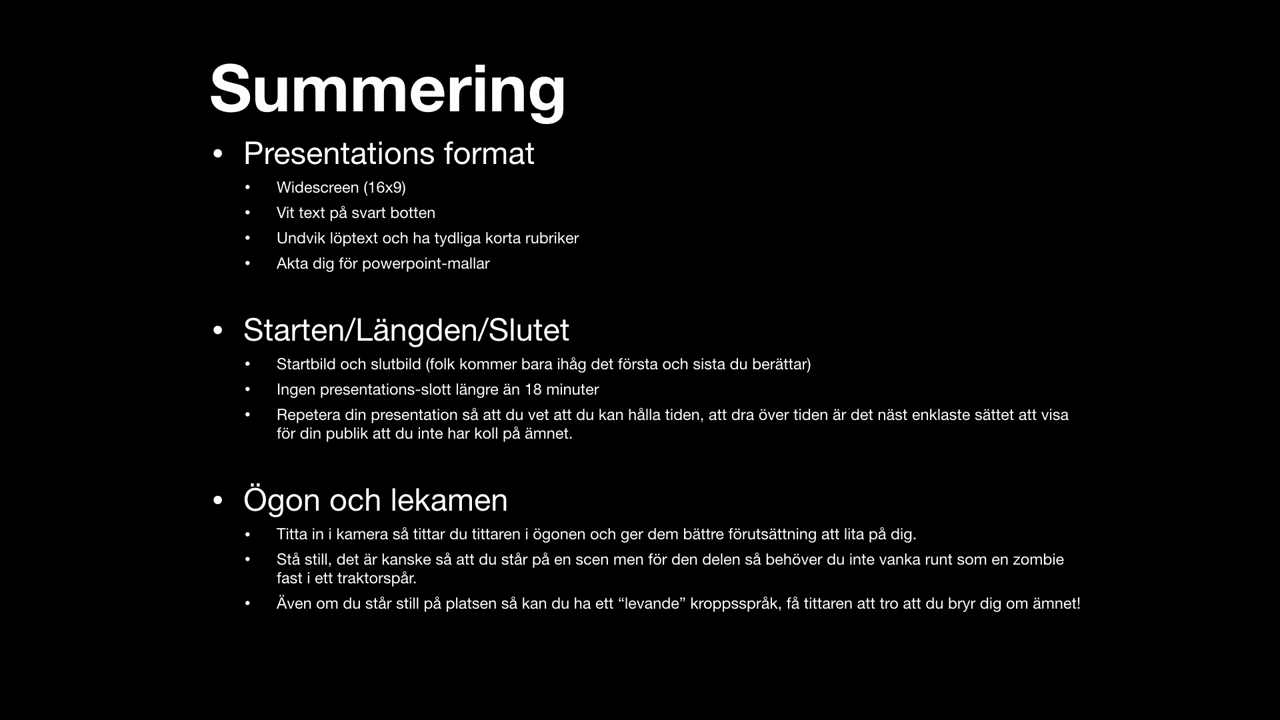 Summering
• Presentations format
• Widescreen (16x9)
• Vit text på svart botten
• Undvik löptext och ha tydliga korta rubriker
• Akta dig för powerpoint-mallar
• Starten/Längden/Slutet
• Startbild och slutbild (folk kommer bara ihåg det första och sista du berättar)
• Ingen presentations-slott längre än 18 minuter
• Repetera din presentation så att du vet att du kan hålla tiden, att dra över tiden är det näst enklaste sättet att visa
för din publik att du inte har koll på ämnet.
• Ögon och lekamen
• Titta in i kamera så tittar du tittaren i ögonen och ger dem bättre förutsättning att lita på dig.
• Stå still, det är kanske så att du står på en scen men för den delen så behöver du inte vanka runt som en zombie
fast i ett traktorspår.
• Även om du står still på platsen så kan du ha ett “levande” kroppsspråk, få tittaren att tro att du bryr dig om ämnet!